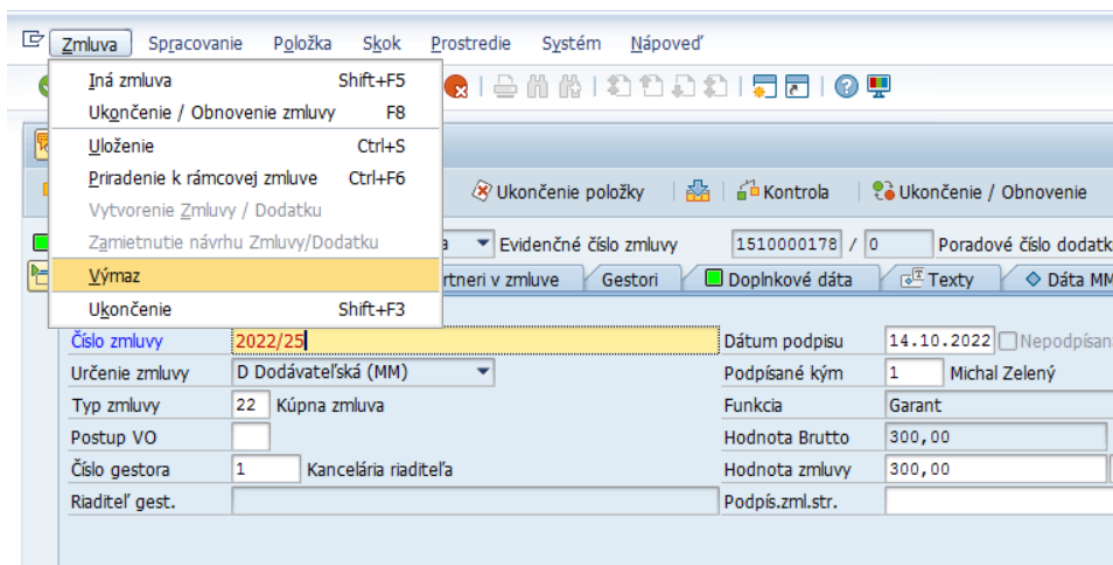 Zmluva Spracovanie Položka Skok Prostredie Systém Nápoveď
Iná zmluva Shift+F5
Ukončenie / Obnovenie zmluvy F8
Uloženie Ctrl+S
Priradenie k rámcovej zmluve Ctrl+F6
Vytvorenie Zmluvy / Dodatku
Zamietnutie návrhu Zmluvy/Dodatku
Výmaz
Ukončenie Shift+F3
Ukončenie položky Kontrola Ukončenie / Obnovenie
a Evidenčné číslo zmluvy 1510000178 / 0 Poradové číslo dodatk
rtneri v zmluve Gestori Doplnkové dáta Texty Dáta MM
Číslo zmluvy 2022/25 Dátum podpisu 14.10.2022 Nepodpísan
Určenie zmluvy D Dodávateľská (MM) Podpísané kým 1 Michal Zelený
Typ zmluvy 22 Kúpna zmluva Funkcia Garant
Postup VO Hodnota Brutto 300,00
Číslo gestora 1 Kancelária riaditeľa Hodnota zmluvy 300,00
Riaditeľ gest. Podpís.zml.str.